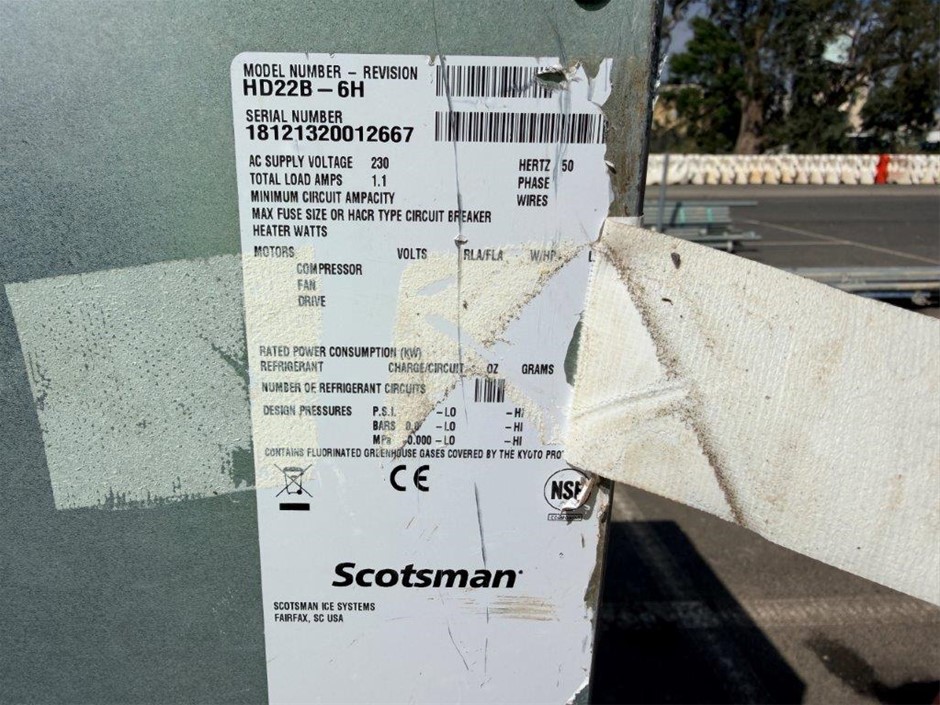 MODEL NUMBER – REVISION
HD22B – 6H
SERIAL NUMBER
18121320012667
AC SUPPLY VOLTAGE 230 HERTZ 50
TOTAL LOAD AMPS 1.1 PHASE
MINIMUM CIRCUIT AMPACITY WIRES
MAX FUSE SIZE OR HACR TYPE CIRCUIT BREAKER
HEATER WATTS
MOTORS VOLTS RLA/FLA W/HP
COMPRESSOR
FAN
DRIVE
RATED POWER CONSUMPTION (KW)
REFRIGERANT CHARGE/CIRCUIT OZ GRAMS
NUMBER OF REFRIGERANT CIRCUITS
DESIGN PRESSURES P.S.I. –LO –HI
BARS –LO –HI
MPa 0.000 –LO –HI
CONTAINS FLUORINATED GREENHOUSE GASES COVERED BY THE KYOTO
CE
NSF
Scotsman
SCOTSMAN ICE SYSTEMS
FAIRFAX, SC USA